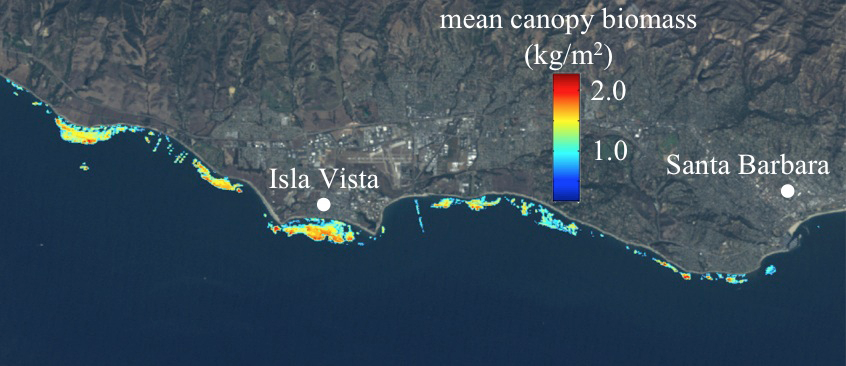 mean canopy biomass
(kg/m²)
2.0
1.0
Santa Barbara
Isla Vista